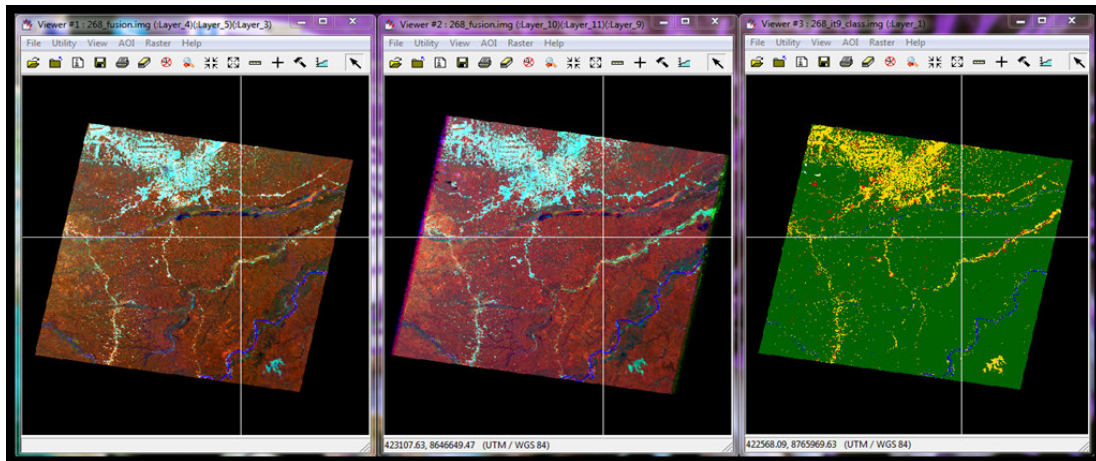 Viewer #1 : 268_fusion.img (:Layer_4)(:Layer_5)(:Layer_3)
File Utility View AOI Raster Help
Viewer #2 : 268_fusion.img (:Layer_10)(:Layer_11)(:Layer_9)
File Utility View AOI Raster Help
423107.63, 8646649.47 (UTM / WGS 84)
Viewer #3 : 268_it9_class.img (:Layer_1)
File Utility View AOI Raster Help
422568.09, 8765969.63 (UTM / WGS 84)